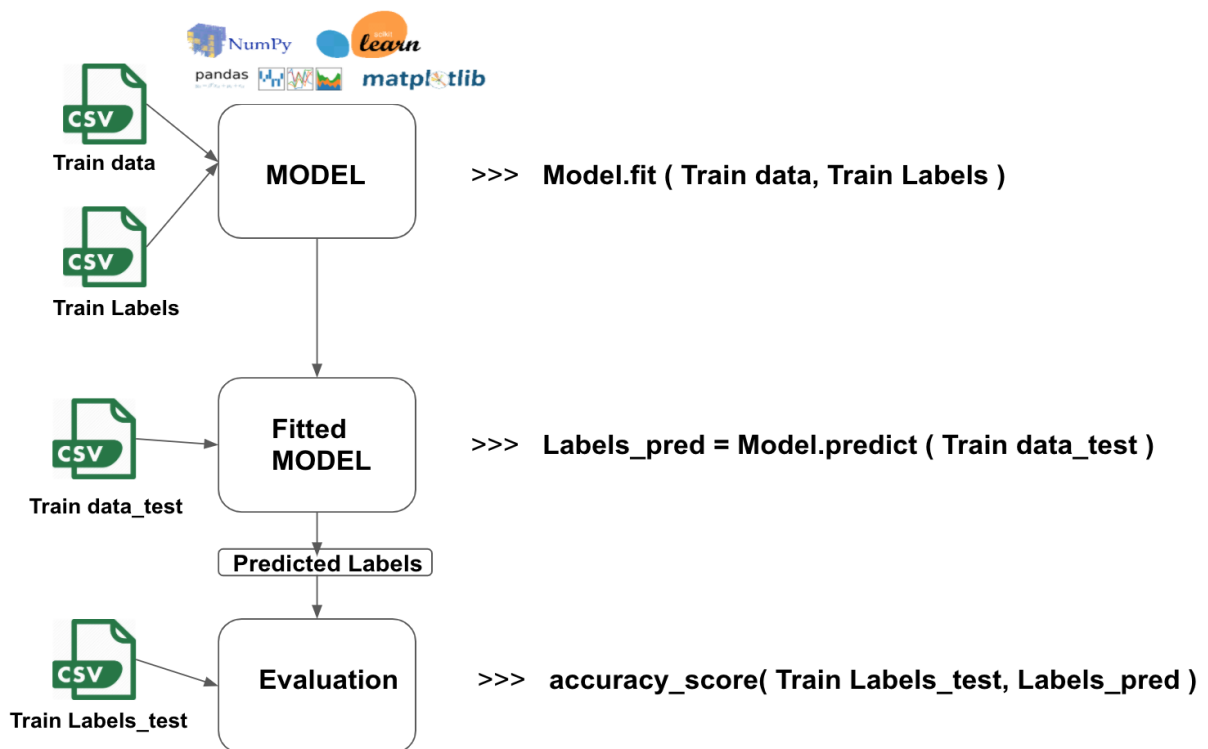 NumPy
scikit
learn
pandas
matplotlib
CSV
Train data
MODEL
>>> Model.fit ( Train data, Train Labels )
CSV
Train Labels
CSV
Train data_test
Fitted
MODEL
>>> Labels_pred = Model.predict ( Train data_test )
Predicted Labels
CSV
Train Labels_test
Evaluation
>>> accuracy_score( Train Labels_test, Labels_pred )